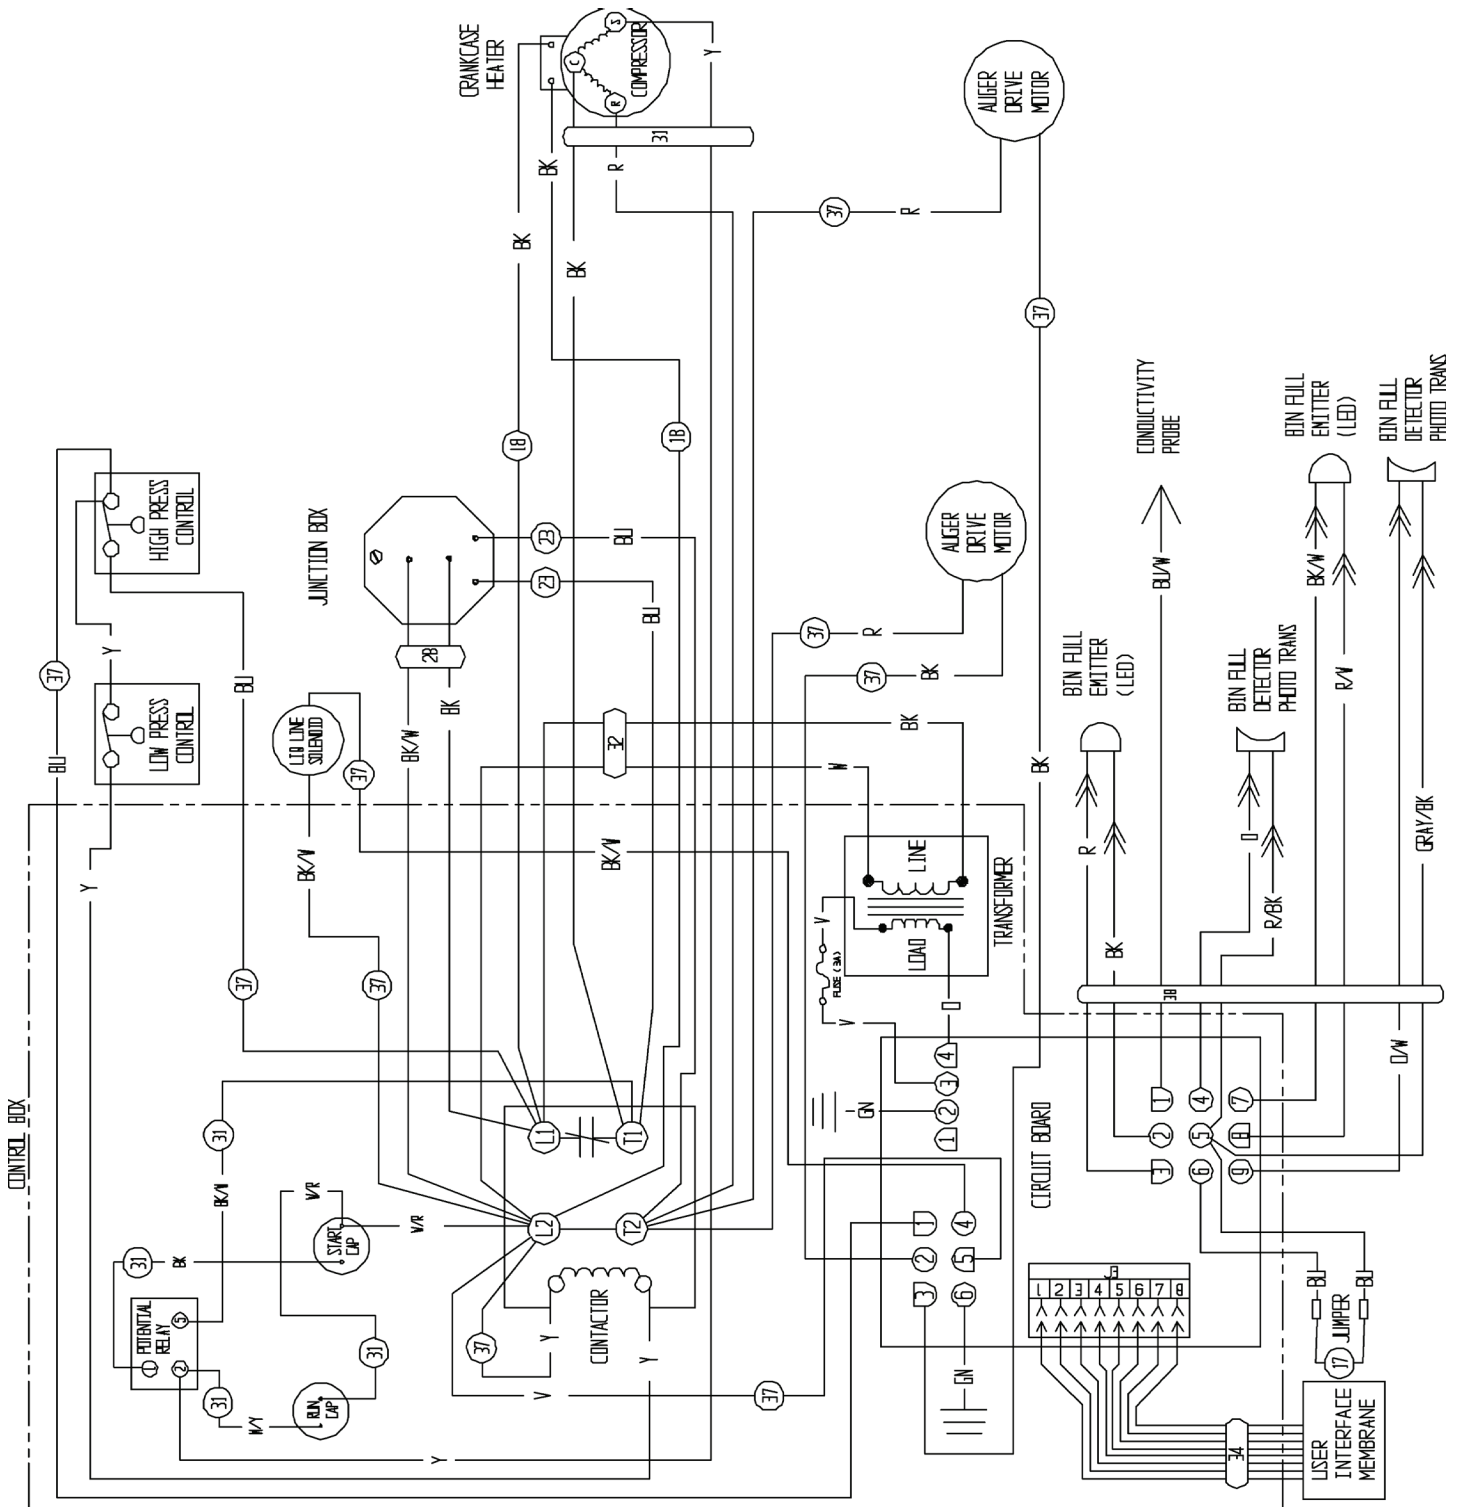 CRANKCASE
HEATER
COMPRESSOR
S
C
R
Y
31
BK
R
BK
BK
AUGER
DRIVE
MOTOR
37
R
37
HIGH PRESS
CONTROL
LOW PRESS
CONTROL
37
Y
BU
BU
Y
JUNCTION BOX
23
BU
23
BU
28
BK/W
BK
18
18
LIQ LINE
SOLENOID
37
BK/W
BK/W
37
37
32
BK
W
AUGER
DRIVE
MOTOR
37
R
37
BK
BK
CONDUCTIVITY
PROBE
BU/W
BIN FULL
EMITTER
(LED)
BK/W
R/W
BIN FULL
DETECTOR
PHOTO TRANS
GRAY/BK
BIN FULL
EMITTER
(LED)
R
BK
BIN FULL
DETECTOR
PHOTO TRANS
O
R/BK
38
O/W
LINE
LOAD
TRANSFORMER
V
FUSE (3A)
V
O
CONTROL BOX
31
BK/W
31
BK
POTENTIAL
RELAY
5
1
2
31
W/Y
START
CAP
W/R
W/R
31
RUN
CAP
L1
T1
L2
T2
CONTACTOR
37
Y
Y
V
37
Y
GN
4
3
2
1
CIRCUIT BOARD
1
2
3
4
5
6
GN
1
2
3
4
5
6
7
8
9
J3
1 2 3 4 5 6 7 8
BU
BU
JUMPER
17
34
USER
INTERFACE
MEMBRANE